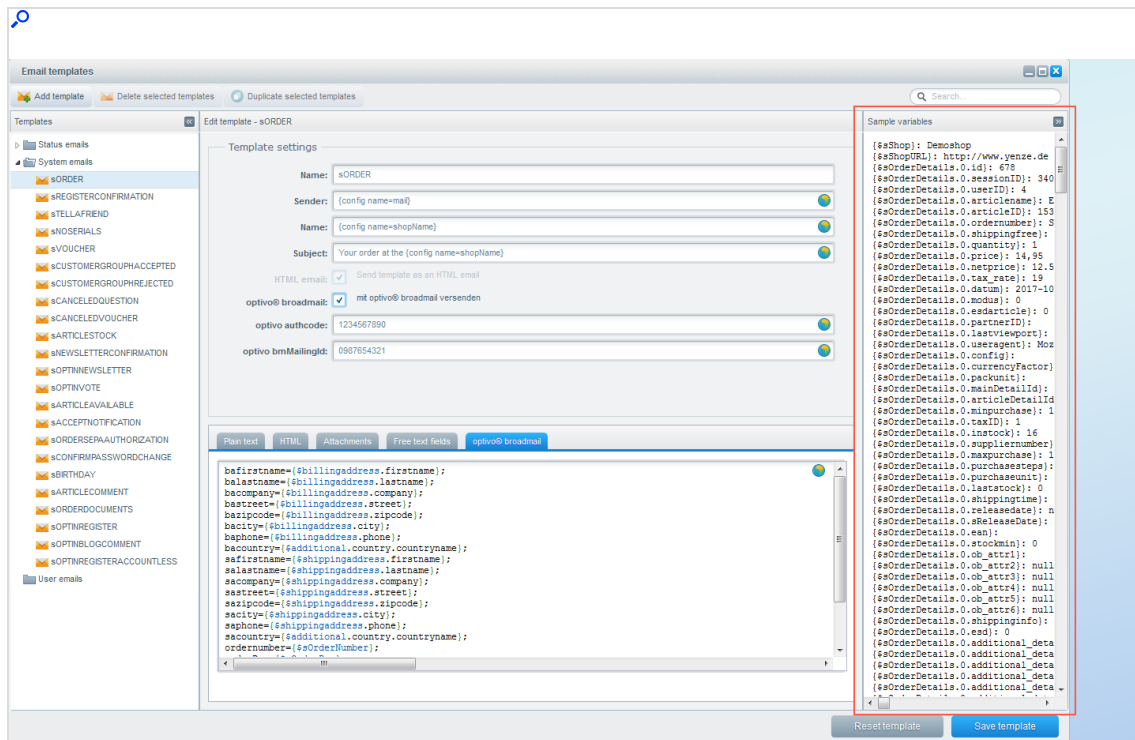 Email templates
Add template
Delete selected templates
Duplicate selected templates
Search...
Templates
Status emails
System emails
sORDER
sREGISTERCONFIRMATION
sTELLAFRIEND
sNOSERIALS
sVOUCHER
sCUSTOMERGROUPHACCEPTED
sCUSTOMERGROUPHREJECTED
sCANCELEDQUESTION
sCANCELEDVOUCHER
sARTICLESTOCK
sNEWSLETTERCONFIRMATION
sOPTINNEWSLETTER
sOPTINVOTE
sARTICLEAVAILABLE
sACCEPTNOTIFICATION
sORDERSEPAAUTHORIZATION
sCONFIRMPASSWORDCHANGE
sBIRTHDAY
sARTICLECOMMENT
sORDERDOCUMENTS
sOPTINREGISTER
sOPTINBLOGCOMMENT
sOPTINREGISTERACCOUNTLESS
User emails
Edit template - sORDER
Template settings
Name: sORDER
Sender: {config name=mail}
Name: {config name=shopName}
Subject: Your order at the {config name=shopName}
HTML email: Send template as an HTML email
optivo® broadmail: mit optivo® broadmail versenden
optivo authcode: 1234567890
optivo bmMailingId: 0987654321
Plain text
HTML
Attachments
Free text fields
optivo® broadmail
bafirstname={$billingaddress.firstname};
balastname={$billingaddress.lastname};
bacompany={$billingaddress.company};
bastreet={$billingaddress.street};
bazipcode={$billingaddress.zipcode};
bacity={$billingaddress.city};
baphone={$billingaddress.phone};
bacountry={$additional.country.countryname};
safirstname={$shippingaddress.firstname};
salastname={$shippingaddress.lastname};
sacompany={$shippingaddress.company};
sastreet={$shippingaddress.street};
sazipcode={$shippingaddress.zipcode};
sacity={$shippingaddress.city};
saphone={$shippingaddress.phone};
sacountry={$additional.country.countryname};
ordernumber={$sOrderNumber};
Sample variables
{$sShop}: Demoshop
{$sShopURL}: http://www.yenze.de
{$sOrderDetails.0.id}: 678
{$sOrderDetails.0.sessionID}: 340
{$sOrderDetails.0.userID}: 4
{$sOrderDetails.0.articlename}: E
{$sOrderDetails.0.articleID}: 153
{$sOrderDetails.0.ordernumber}: S
{$sOrderDetails.0.shippingfree}:
{$sOrderDetails.0.quantity}: 1
{$sOrderDetails.0.price}: 14,95
{$sOrderDetails.0.netprice}: 12.5
{$sOrderDetails.0.tax_rate}: 19
{$sOrderDetails.0.datum}: 2017-10
{$sOrderDetails.0.modus}: 0
{$sOrderDetails.0.esdarticle}: 0
{$sOrderDetails.0.partnerID}:
{$sOrderDetails.0.lastviewport}:
{$sOrderDetails.0.useragent}: Moz
{$sOrderDetails.0.config}:
{$sOrderDetails.0.currencyFactor}
{$sOrderDetails.0.packunit}:
{$sOrderDetails.0.mainDetailId}:
{$sOrderDetails.0.articleDetailId
{$sOrderDetails.0.minpurchase}: 1
{$sOrderDetails.0.taxID}: 1
{$sOrderDetails.0.instock}: 16
{$sOrderDetails.0.suppliernumber}
{$sOrderDetails.0.maxpurchase}: 1
{$sOrderDetails.0.purchasesteps}:
{$sOrderDetails.0.purchaseunit}:
{$sOrderDetails.0.laststock}: 0
{$sOrderDetails.0.shippingtime}:
{$sOrderDetails.0.releasedate}: n
{$sOrderDetails.0.sReleaseDate}:
{$sOrderDetails.0.ean}:
{$sOrderDetails.0.stockmin}: 0
{$sOrderDetails.0.ob_attr1}:
{$sOrderDetails.0.ob_attr2}: null
{$sOrderDetails.0.ob_attr3}: null
{$sOrderDetails.0.ob_attr4}: null
{$sOrderDetails.0.ob_attr5}: null
{$sOrderDetails.0.ob_attr6}: null
{$sOrderDetails.0.shippinginfo}:
{$sOrderDetails.0.esd}: 0
{$sOrderDetails.0.additional_deta
{$sOrderDetails.0.additional_deta
{$sOrderDetails.0.additional_deta
{$sOrderDetails.0.additional_deta
Reset template
Save template